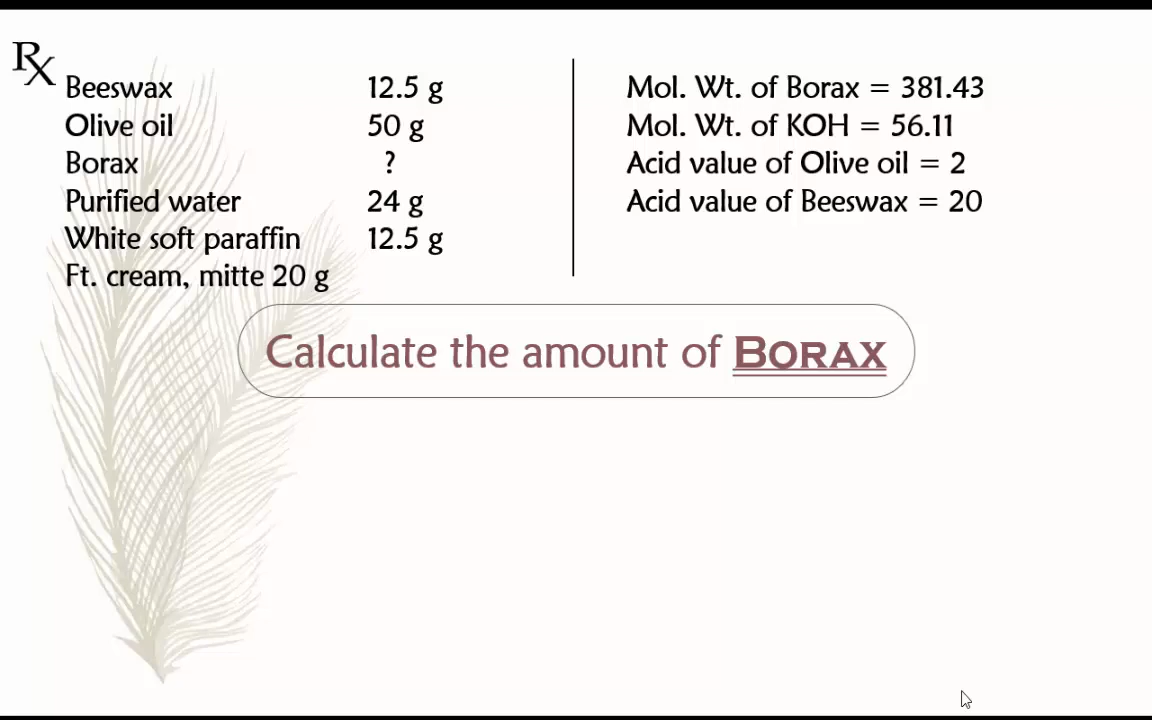 Rx
Beeswax 12.5 g
Olive oil 50 g
Borax ?
Purified water 24 g
White soft paraffin 12.5 g
Ft. cream, mitte 20 g
Mol. Wt. of Borax = 381.43
Mol. Wt. of KOH = 56.11
Acid value of Olive oil = 2
Acid value of Beeswax = 20
Calculate the amount of BORAX